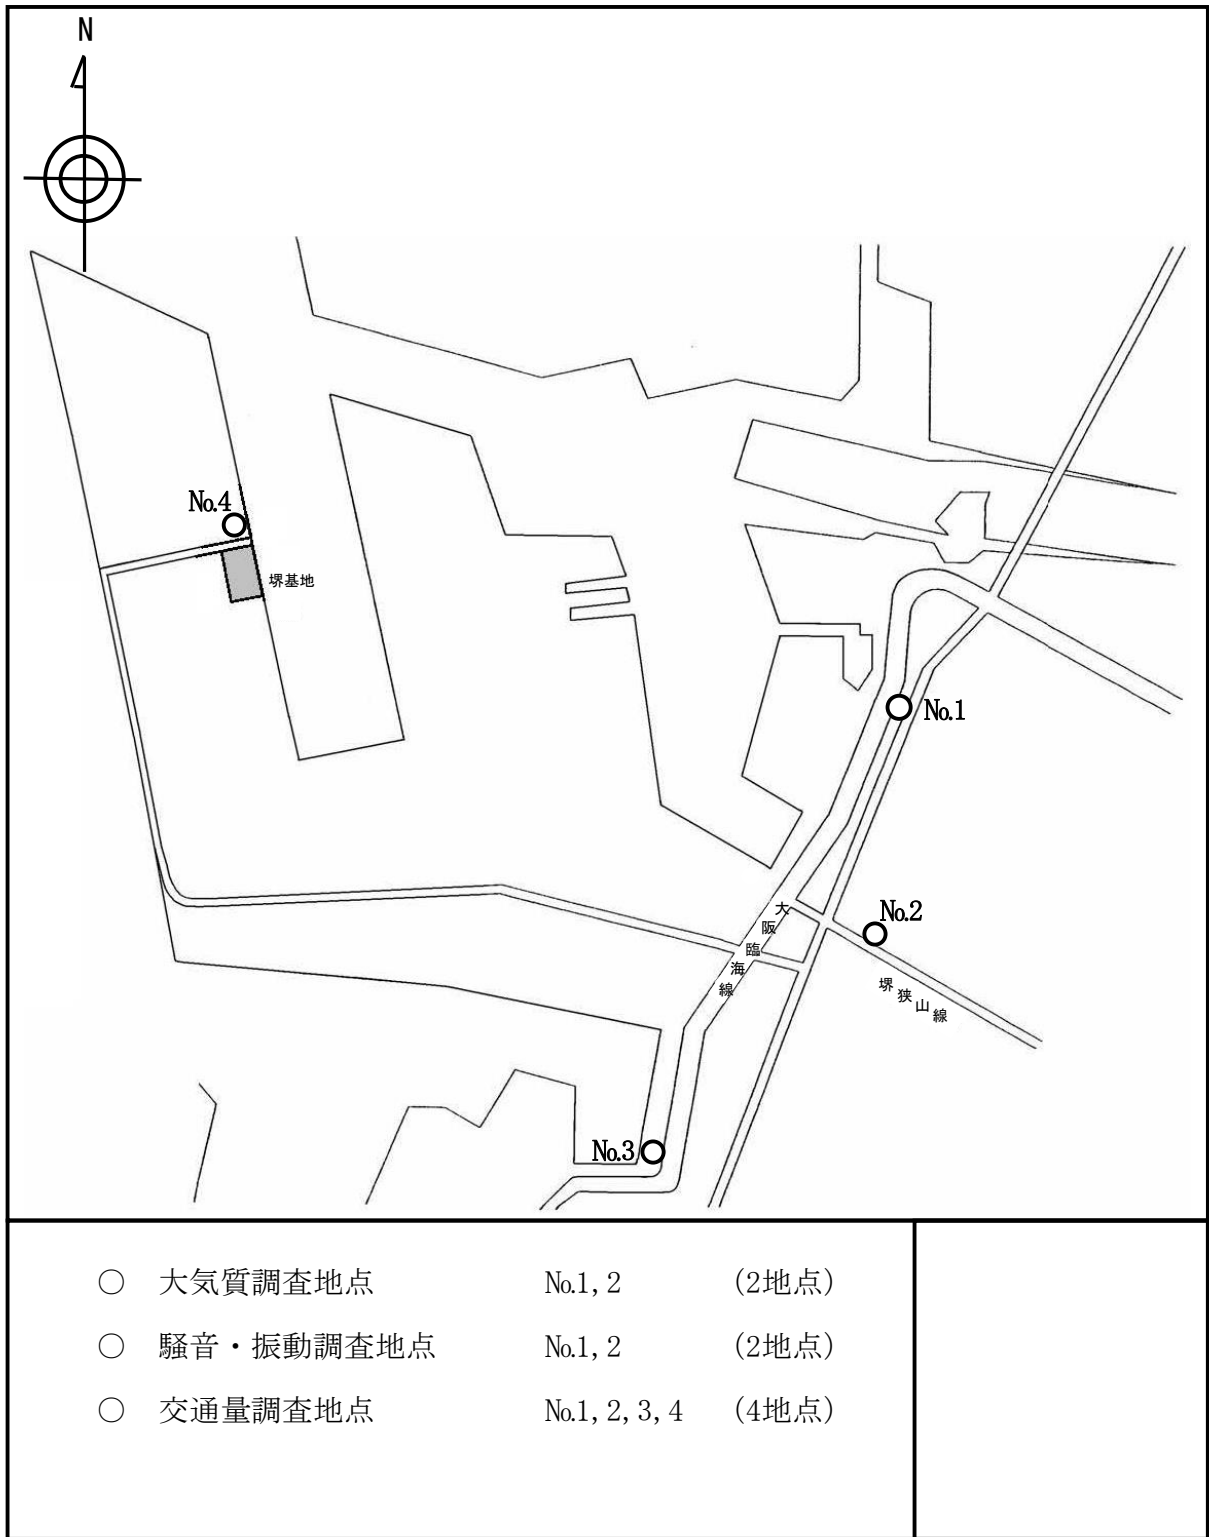 N
No.4
堺基地
No.1
No.2
大阪臨海線
堺狭山線
No.3
○ 大気質調査地点 No.1, 2 (2地点)
○ 騒音・振動調査地点 No.1, 2 (2地点)
○ 交通量調査地点 No.1, 2, 3, 4 (4地点)